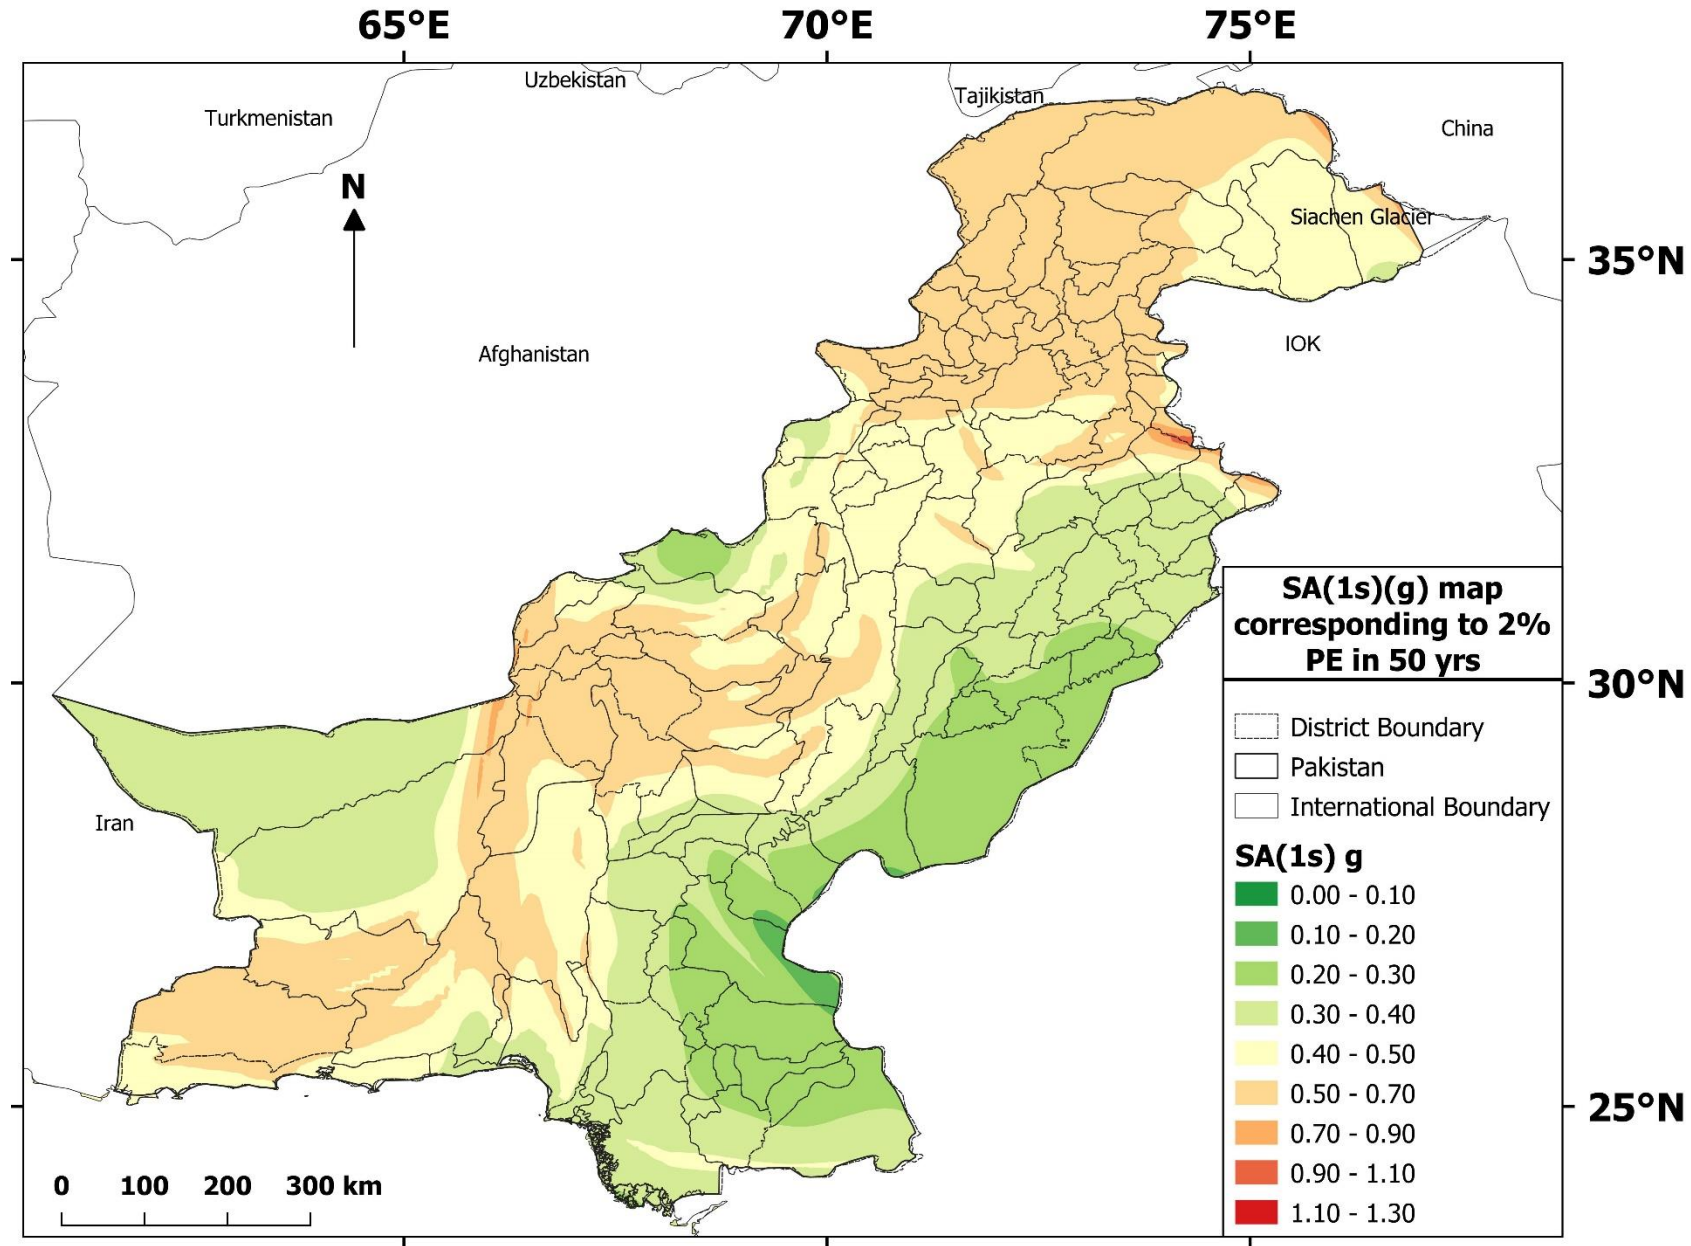 65°E 70°E 75°E
Uzbekistan
Tajikistan
Turkmenistan
China
N
Siachen Glacier
35°N
IOK
Afghanistan
SA(1s)(g) map
corresponding to 2%
PE in 50 yrs
30°N
District Boundary
Pakistan
International Boundary
Iran
SA(1s) g
0.00 - 0.10
0.10 - 0.20
0.20 - 0.30
0.30 - 0.40
0.40 - 0.50
0.50 - 0.70
25°N
0.70 - 0.90
0.90 - 1.10
1.10 - 1.30
0 100 200 300 km